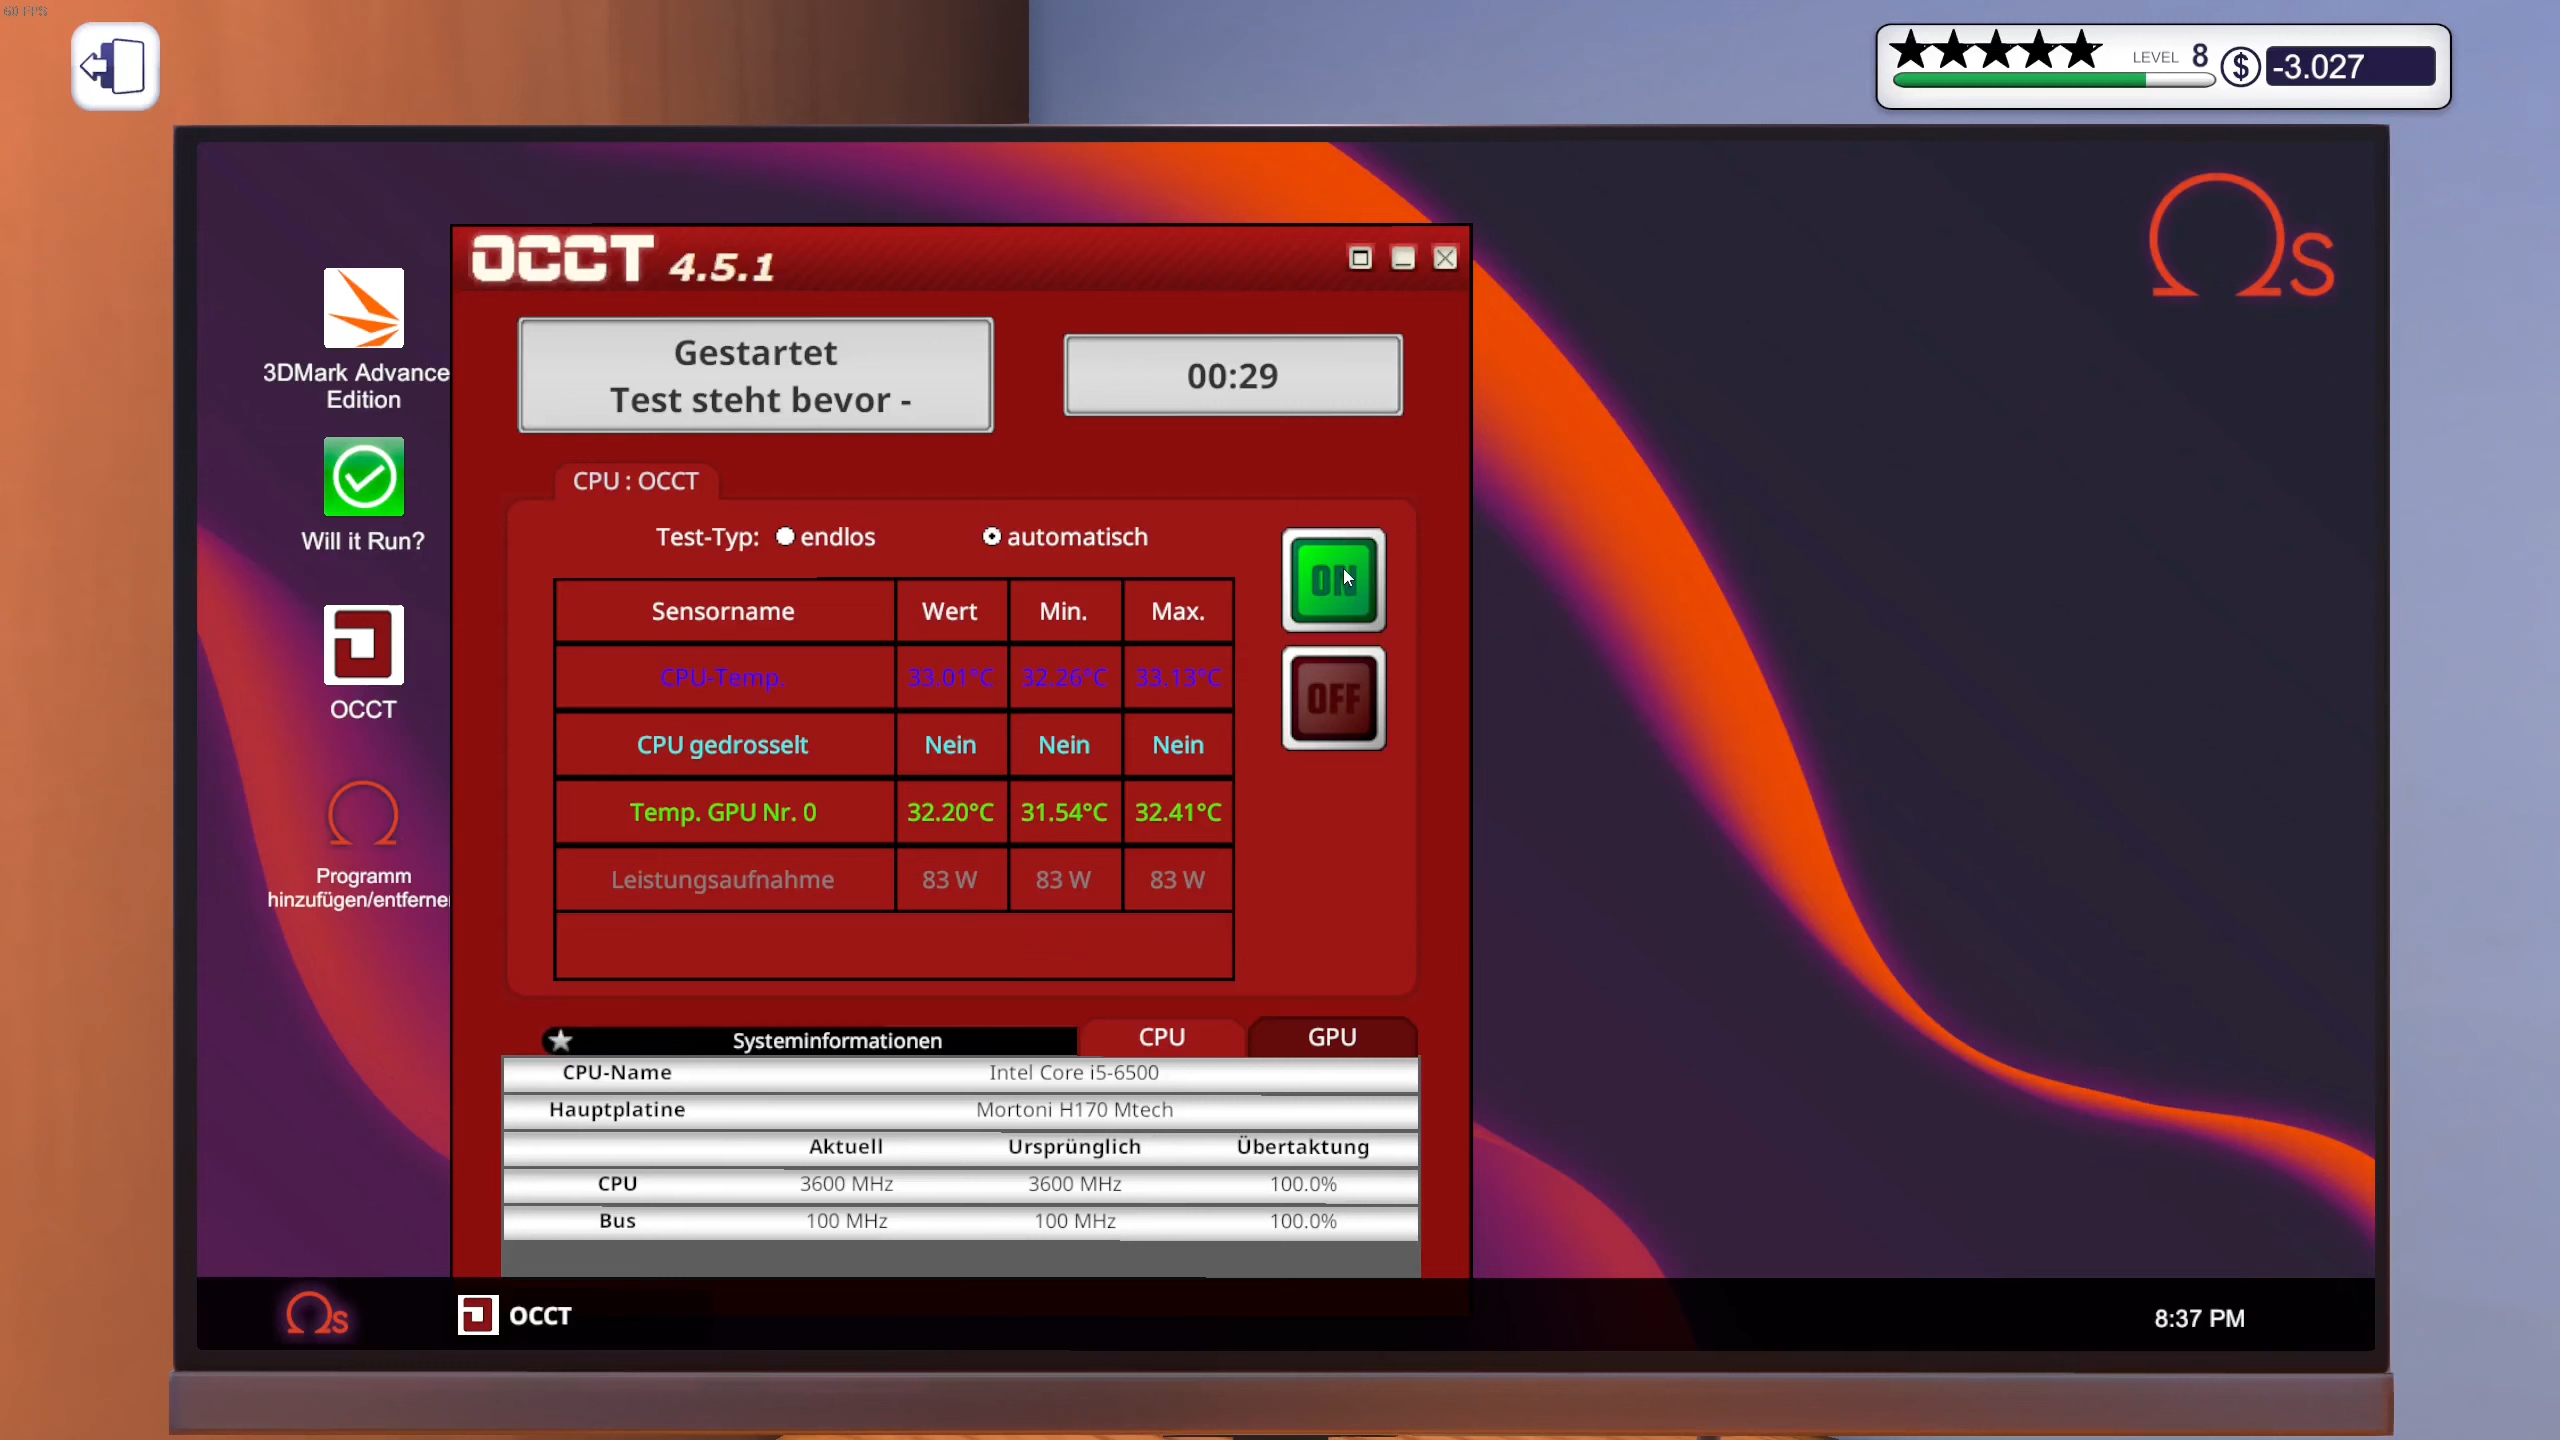 60 FPS
LEVEL 8
$ -3.027
Ωs
OCCT 4.5.1
Gestartet
Test steht bevor -
00:29
3DMark Advance
Edition
Will it Run?
OCCT
Programm
hinzufügen/entferne
CPU : OCCT
Test-Typ: endlos automatisch
ON
OFF
Sensorname Wert Min. Max.
CPU-Temp. 33.01°C 32.26°C 33.13°C
CPU gedrosselt Nein Nein Nein
Temp. GPU Nr. 0 32.20°C 31.54°C 32.41°C
Leistungsaufnahme 83 W 83 W 83 W
Systeminformationen CPU GPU
CPU-Name Intel Core i5-6500
Hauptplatine Mortoni H170 Mtech
Aktuell Ursprünglich Übertaktung
CPU 3600 MHz 3600 MHz 100.0%
Bus 100 MHz 100 MHz 100.0%
Ωs OCCT 8:37 PM